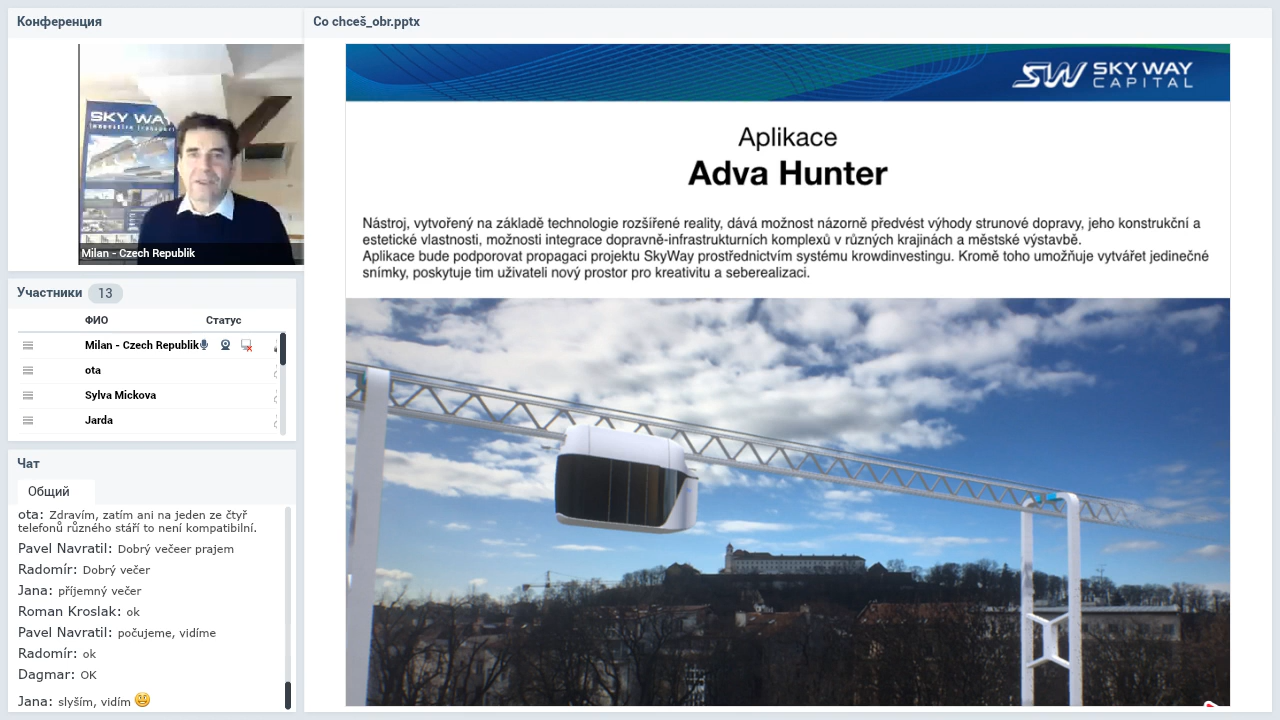 Конференция
SKY WAY
Milan - Czech Republik
Участники 13
ФИО Статус
Milan - Czech Republik
ota
Sylva Mickova
Jarda
Чат
Общий
ota: Zdravím, zatím ani na jeden ze čtyř
telefonů různého stáří to není kompatibilní.
Pavel Navratil: Dobrý večeer prajem
Radomír: Dobrý večer
Jana: příjemný večer
Roman Kroslak: ok
Pavel Navratil: počujeme, vidíme
Radomír: ok
Dagmar: OK
Jana: slyším, vidím
Co chceš_obr.pptx
SW SKY WAY
CAPITAL
Aplikace
Adva Hunter
Nástroj, vytvořený na základě technologie rozšířené reality, dává možnost názorně předvést výhody strunové dopravy, jeho konstrukční a
estetické vlastnosti, možnosti integrace dopravně-infrastrukturních komplexů v různých krajinách a městské výstavbě.
Aplikace bude podporovat propagaci projektu SkyWay prostřednictvím systému krowdinvestingu. Kromě toho umožňuje vytvářet jedinečné
snímky, poskytuje tim uživateli nový prostor pro kreativitu a seberealizaci.